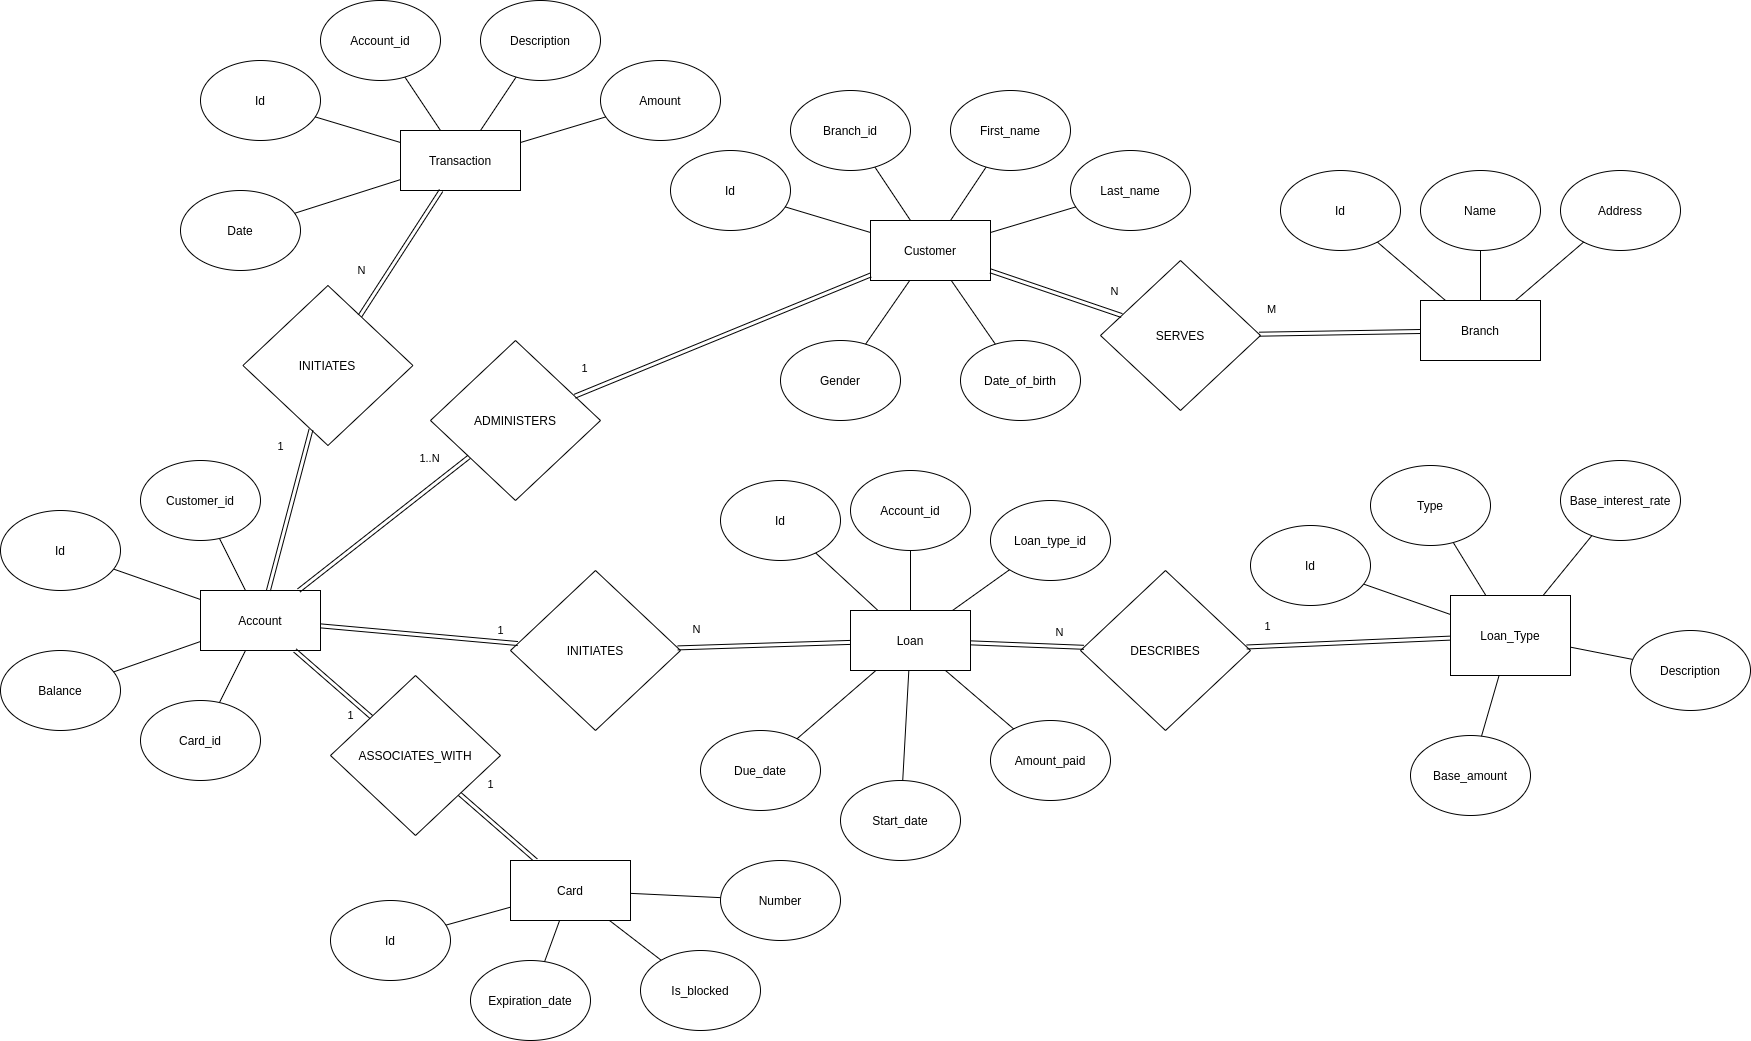 Account_id
Description
Id
Amount
Transaction
Date
N
INITIATES
1
Branch_id
First_name
Id
Last_name
Customer
Gender
Date_of_birth
1
ADMINISTERS
1..N
N
SERVES
M
Id
Name
Address
Branch
Customer_id
Id
Account
Balance
Card_id
1
INITIATES
N
Id
Account_id
Loan_type_id
Loan
Due_date
Start_date
Amount_paid
N
DESCRIBES
1
Type
Base_interest_rate
Id
Loan_Type
Description
Base_amount
1
ASSOCIATES_WITH
1
Card
Number
Id
Expiration_date
Is_blocked